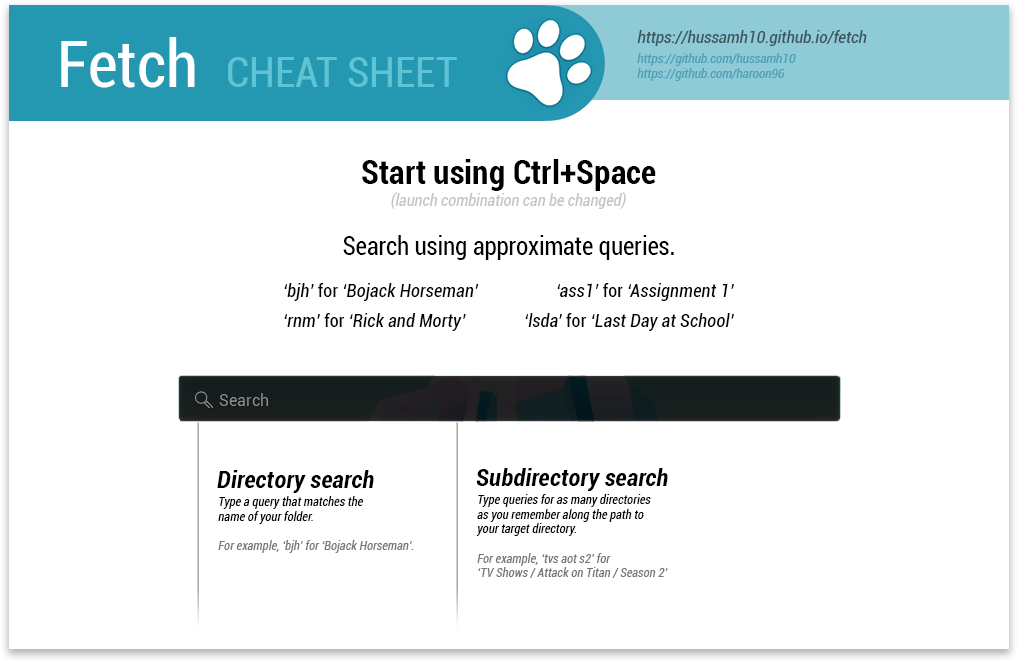 Fetch CHEAT SHEET
https://hussamh10.github.io/fetch
https://github.com/hussamh10
https://github.com/haroon96
Start using Ctrl+Space
(launch combination can be changed)
Search using approximate queries.
‘bjh’ for ‘Bojack Horseman’ ‘ass1’ for ‘Assignment 1’
‘rnm’ for ‘Rick and Morty’ ‘lsda’ for ‘Last Day at School’
Search
Directory search
Type a query that matches the
name of your folder.
For example, ‘bjh’ for ‘Bojack Horseman’.
Subdirectory search
Type queries for as many directories
as you remember along the path to
your target directory.
For example, ‘tvs aot s2’ for
‘TV Shows / Attack on Titan / Season 2’